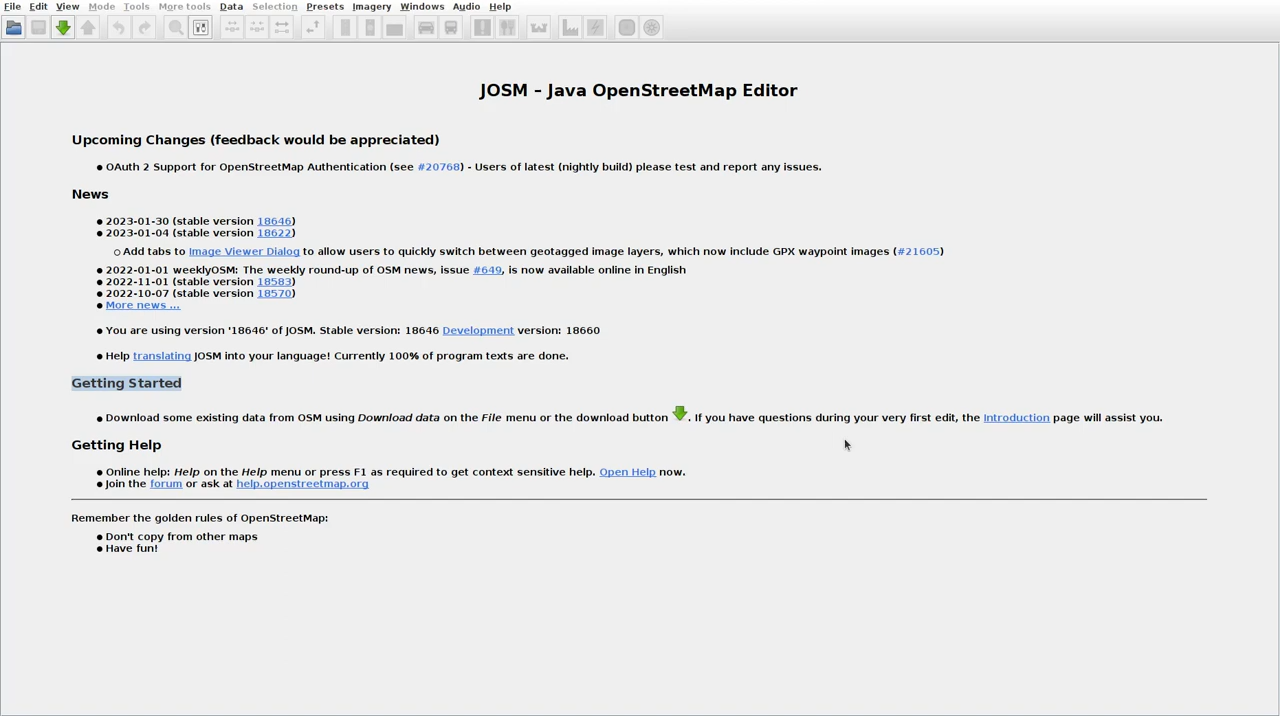 File Edit View Mode Tools More tools Data Selection Presets Imagery Windows Audio Help
JOSM – Java OpenStreetMap Editor
Upcoming Changes (feedback would be appreciated)
● OAuth 2 Support for OpenStreetMap Authentication (see #20768) - Users of latest (nightly build) please test and report any issues.
News
● 2023-01-30 (stable version 18646)
● 2023-01-04 (stable version 18622)
○ Add tabs to Image Viewer Dialog to allow users to quickly switch between geotagged image layers, which now include GPX waypoint images (#21605)
● 2022-01-01 weeklyOSM: The weekly round-up of OSM news, issue #649, is now available online in English
● 2022-11-01 (stable version 18583)
● 2022-10-07 (stable version 18570)
● More news ...
● You are using version '18646' of JOSM. Stable version: 18646 Development version: 18660
● Help translating JOSM into your language! Currently 100% of program texts are done.
Getting Started
● Download some existing data from OSM using Download data on the File menu or the download button . If you have questions during your very first edit, the Introduction page will assist you.
Getting Help
● Online help: Help on the Help menu or press F1 as required to get context sensitive help. Open Help now.
● Join the forum or ask at help.openstreetmap.org
Remember the golden rules of OpenStreetMap:
● Don't copy from other maps
● Have fun!